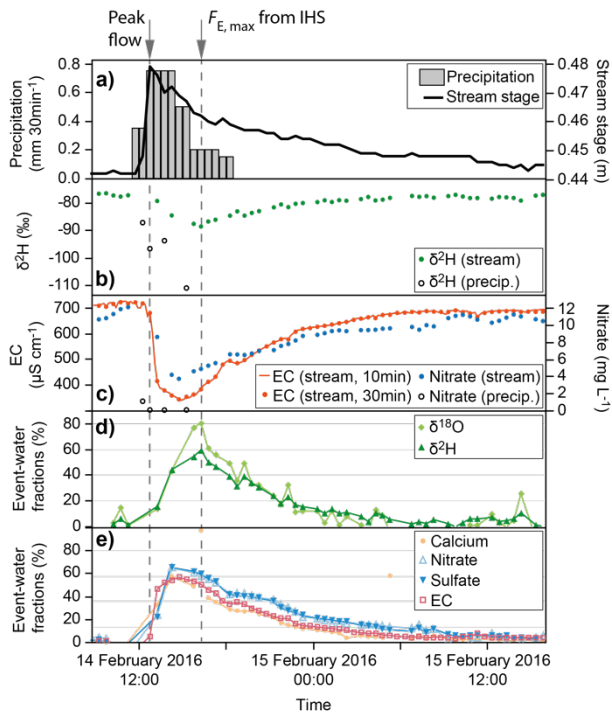 Peak flow
F E, max from IHS
a)
Precipitation (mm 30min⁻¹)
0.8
0.6
0.4
0.2
0.0
Precipitation
Stream stage
0.48
0.47
0.46
0.45
0.44
Stream stage (m)
δ²H (‰)
-80
-90
-100
-110
b)
δ²H (stream)
δ²H (precip.)
EC (µS cm⁻¹)
700
600
500
400
c)
EC (stream, 10min)
EC (stream, 30min)
Nitrate (stream)
Nitrate (precip.)
12
10
8
6
4
2
0
Nitrate (mg L⁻¹)
Event-water fractions (%)
80
60
40
20
0
d)
δ¹⁸O
δ²H
Event-water fractions (%)
80
60
40
20
0
e)
Calcium
Nitrate
Sulfate
EC
14 February 2016 12:00
15 February 2016 00:00
15 February 2016 12:00
Time